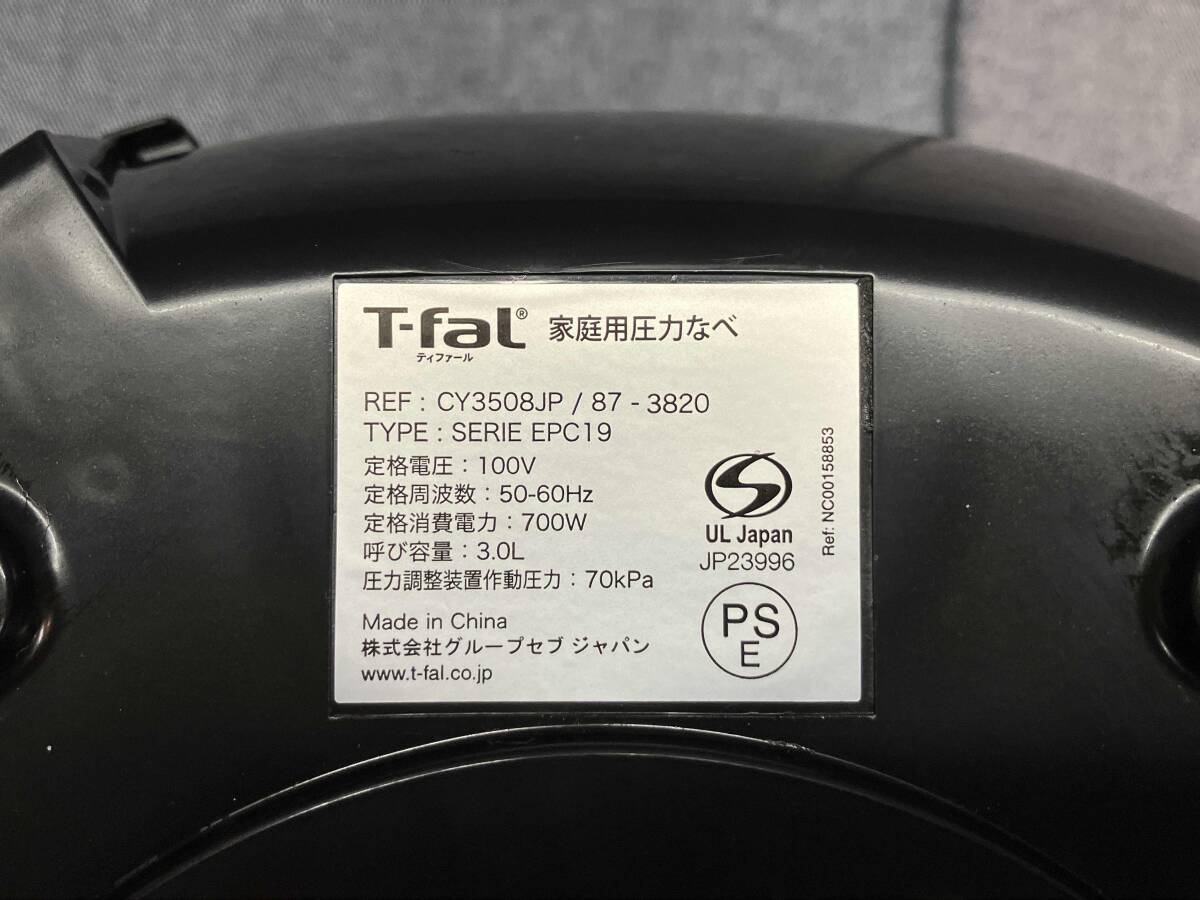 T-fal® 家庭用圧力なべ
ティファール
REF : CY3508JP / 87 - 3820
TYPE : SERIE EPC19
定格電圧 : 100V
定格周波数 : 50-60Hz
定格消費電力 : 700W
呼び容量 : 3.0L
圧力調整装置作動圧力 : 70kPa
Made in China
株式会社グループセブ ジャパン
www.t-fal.co.jp
S
UL Japan
JP23996
PS
E
Ref: NC00158853